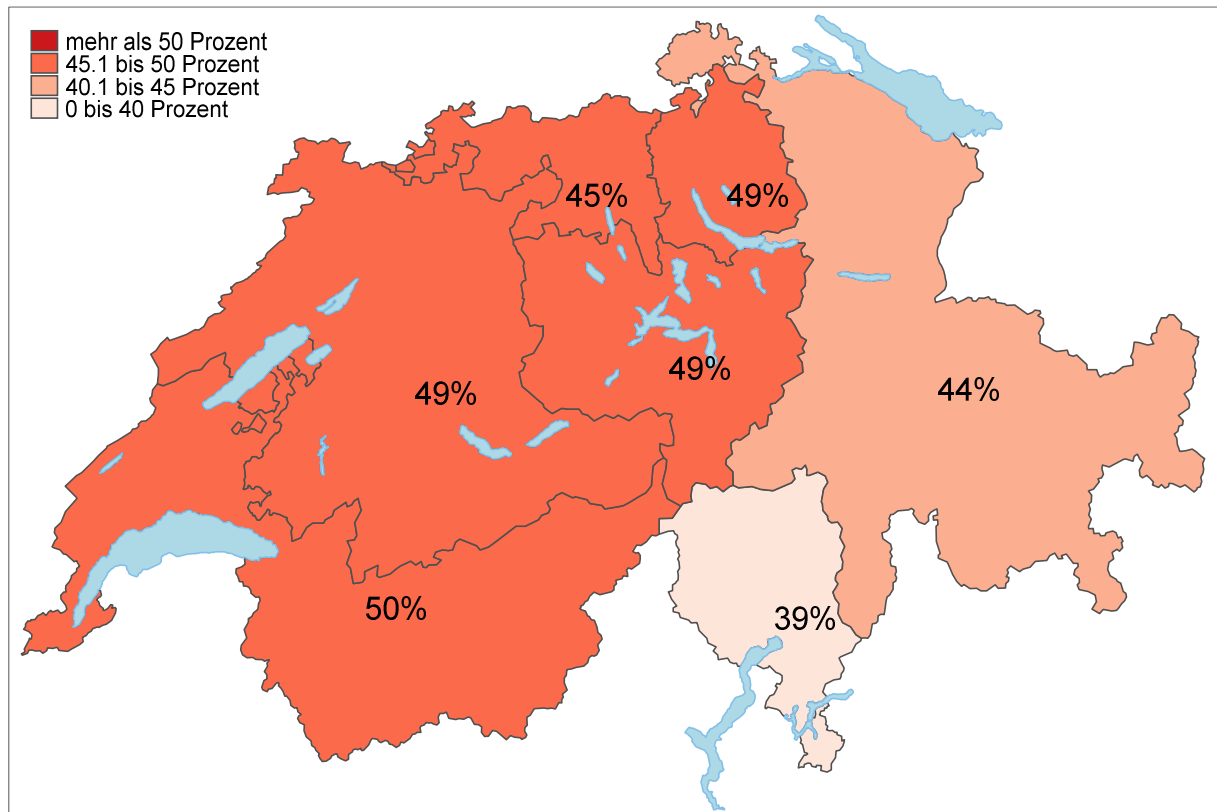 mehr als 50 Prozent
45.1 bis 50 Prozent
40.1 bis 45 Prozent
0 bis 40 Prozent
45%
49%
49%
49%
44%
50%
39%